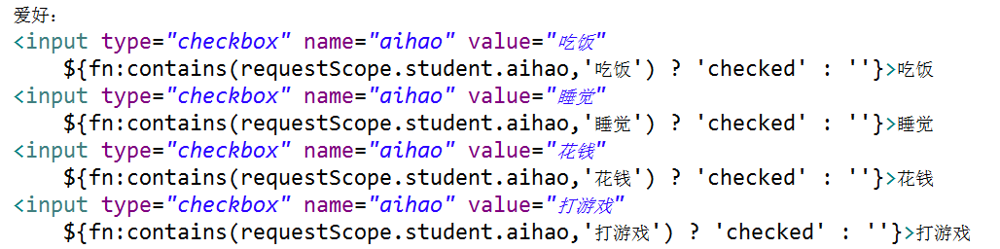 爱好：
<input type="checkbox" name="aihao" value="吃饭"
${fn:contains(requestScope.student.aihao,'吃饭') ? 'checked' : ''}>吃饭
<input type="checkbox" name="aihao" value="睡觉"
${fn:contains(requestScope.student.aihao,'睡觉') ? 'checked' : ''}>睡觉
<input type="checkbox" name="aihao" value="花钱"
${fn:contains(requestScope.student.aihao,'花钱') ? 'checked' : ''}>花钱
<input type="checkbox" name="aihao" value="打游戏"
${fn:contains(requestScope.student.aihao,'打游戏') ? 'checked' : ''}>打游戏